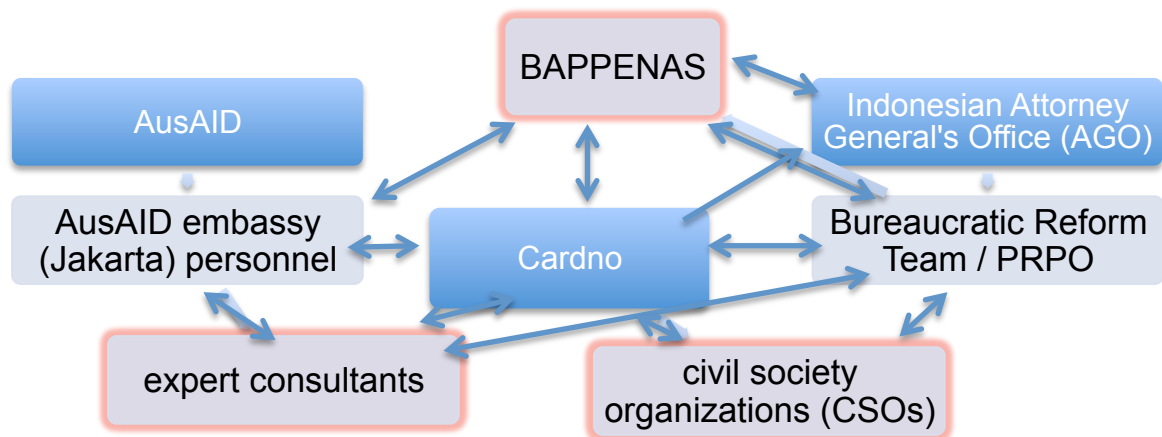 BAPPENAS
AusAID
Indonesian Attorney
General's Office (AGO)
AusAID embassy
(Jakarta) personnel
Cardno
Bureaucratic Reform
Team / PRPO
expert consultants
civil society
organizations (CSOs)